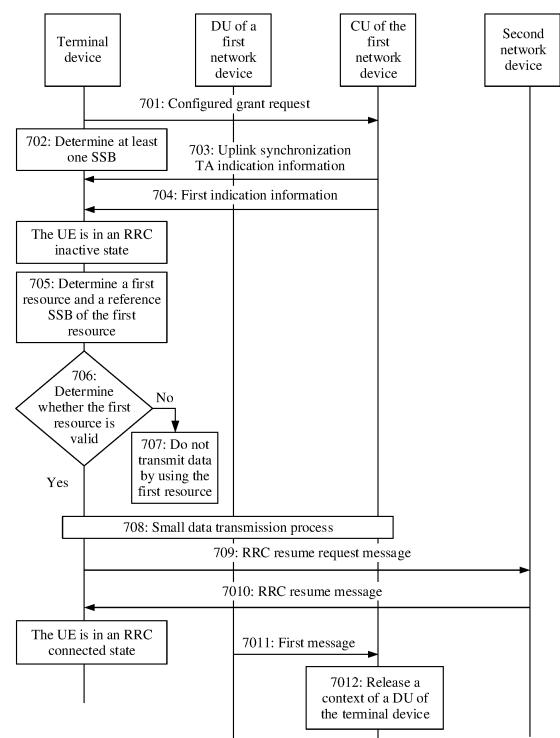 Terminal
device
DU of a
first
network
device
CU of the
first
network
device
Second
network
device
701: Configured grant request
702: Determine at least
one SSB
703: Uplink synchronization
TA indication information
704: First indication information
The UE is in an RRC
inactive state
705: Determine a first
resource and a reference
SSB of the first
resource
706:
Determine
whether the first
resource is
valid
No
707: Do not
transmit data
by using the
first resource
Yes
708: Small data transmission process
709: RRC resume request message
7010: RRC resume message
The UE is in an RRC
connected state
7011: First message
7012: Release a
context of a DU of
the terminal device